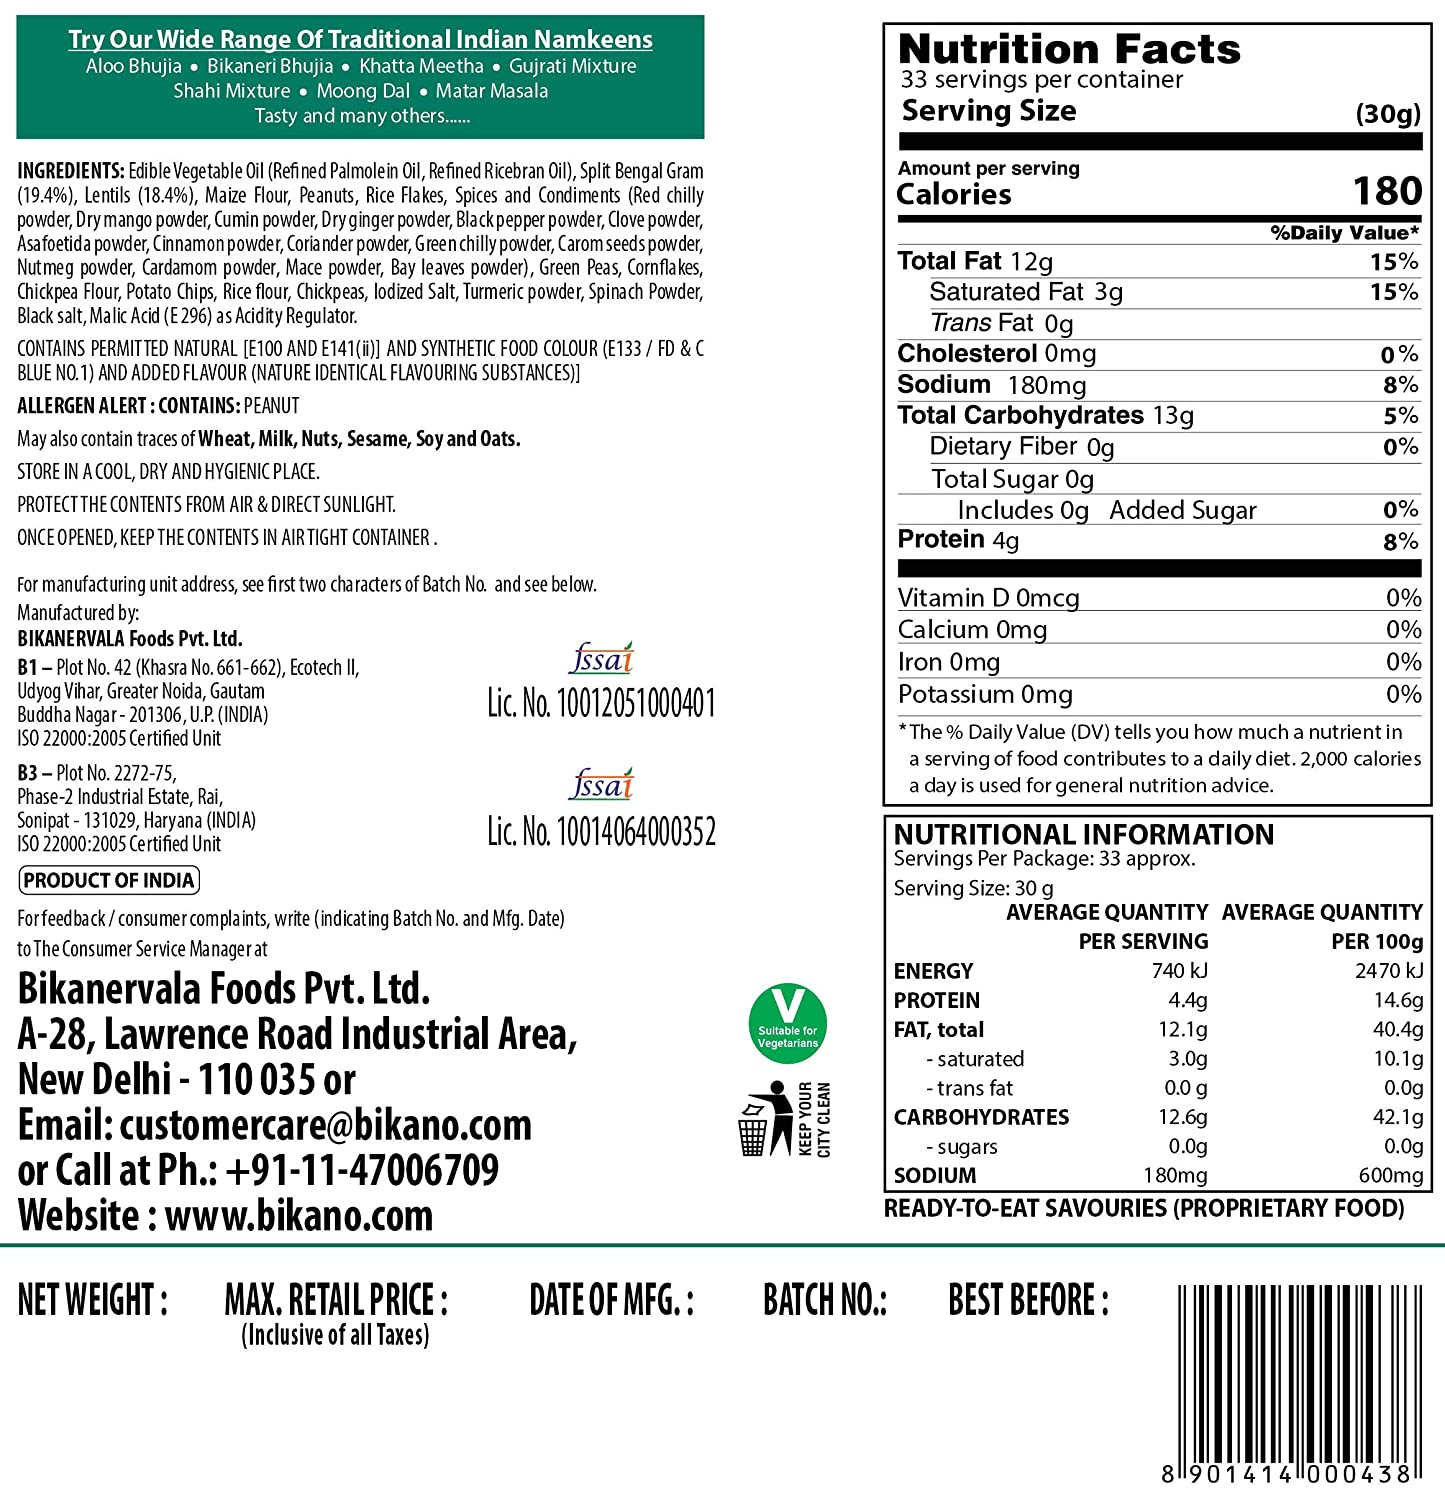 Try Our Wide Range Of Traditional Indian Namkeens
Aloo Bhujia • Bikaneri Bhujia • Khatta Meetha • Gujrati Mixture
Shahi Mixture • Moong Dal • Matar Masala
Tasty and many others......
INGREDIENTS: Edible Vegetable Oil (Refined Palmolein Oil, Refined Ricebran Oil), Split Bengal Gram
(19.4%), Lentils (18.4%), Maize Flour, Peanuts, Rice Flakes, Spices and Condiments (Red chilly
powder, Dry mango powder, Cumin powder, Dry ginger powder, Black pepper powder, Clove powder,
Asafoetida powder, Cinnamon powder, Coriander powder, Green chilly powder, Carom seeds powder,
Nutmeg powder, Cardamom powder, Mace powder, Bay leaves powder), Green Peas, Cornflakes,
Chickpea Flour, Potato Chips, Rice flour, Chickpeas, Iodized Salt, Turmeric powder, Spinach Powder,
Black salt, Malic Acid (E 296) as Acidity Regulator.
CONTAINS PERMITTED NATURAL [E100 AND E141(ii)] AND SYNTHETIC FOOD COLOUR (E133 / FD & C
BLUE NO.1) AND ADDED FLAVOUR (NATURE IDENTICAL FLAVOURING SUBSTANCES)]
ALLERGEN ALERT : CONTAINS: PEANUT
May also contain traces of Wheat, Milk, Nuts, Sesame, Soy and Oats.
STORE IN A COOL, DRY AND HYGIENIC PLACE.
PROTECT THE CONTENTS FROM AIR & DIRECT SUNLIGHT.
ONCE OPENED, KEEP THE CONTENTS IN AIR TIGHT CONTAINER .
For manufacturing unit address, see first two characters of Batch No. and see below.
Manufactured by:
BIKANERVALA Foods Pvt. Ltd.
B1 – Plot No. 42 (Khasra No. 661-662), Ecotech II,
Udyog Vihar, Greater Noida, Gautam
Buddha Nagar - 201306, U.P. (INDIA)
ISO 22000:2005 Certified Unit
fssai
Lic. No. 10012051000401
B3 – Plot No. 2272-75,
Phase-2 Industrial Estate, Rai,
Sonipat - 131029, Haryana (INDIA)
ISO 22000:2005 Certified Unit
fssai
Lic. No. 10014064000352
PRODUCT OF INDIA
For feedback / consumer complaints, write (indicating Batch No. and Mfg. Date)
to The Consumer Service Manager at
Bikanervala Foods Pvt. Ltd.
A-28, Lawrence Road Industrial Area,
New Delhi - 110 035 or
Email: customercare@bikano.com
or Call at Ph.: +91-11-47006709
Website : www.bikano.com
V
Suitable for
Vegetarians
KEEP YOUR
CITY CLEAN
Nutrition Facts
33 servings per container
Serving Size (30g)
Amount per serving
Calories 180
%Daily Value*
Total Fat 12g 15%
Saturated Fat 3g 15%
Trans Fat 0g
Cholesterol 0mg 0%
Sodium 180mg 8%
Total Carbohydrates 13g 5%
Dietary Fiber 0g 0%
Total Sugar 0g
Includes 0g Added Sugar 0%
Protein 4g 8%
Vitamin D 0mcg 0%
Calcium 0mg 0%
Iron 0mg 0%
Potassium 0mg 0%
*The % Daily Value (DV) tells you how much a nutrient in
a serving of food contributes to a daily diet. 2,000 calories
a day is used for general nutrition advice.
NUTRITIONAL INFORMATION
Servings Per Package: 33 approx.
Serving Size: 30 g
AVERAGE QUANTITY AVERAGE QUANTITY
PER SERVING PER 100g
ENERGY 740 kJ 2470 kJ
PROTEIN 4.4g 14.6g
FAT, total 12.1g 40.4g
- saturated 3.0g 10.1g
- trans fat 0.0 g 0.0g
CARBOHYDRATES 12.6g 42.1g
- sugars 0.0g 0.0g
SODIUM 180mg 600mg
READY-TO-EAT SAVOURIES (PROPRIETARY FOOD)
NET WEIGHT : MAX. RETAIL PRICE : DATE OF MFG. : BATCH NO.: BEST BEFORE :
(Inclusive of all Taxes)
8 901414 000438